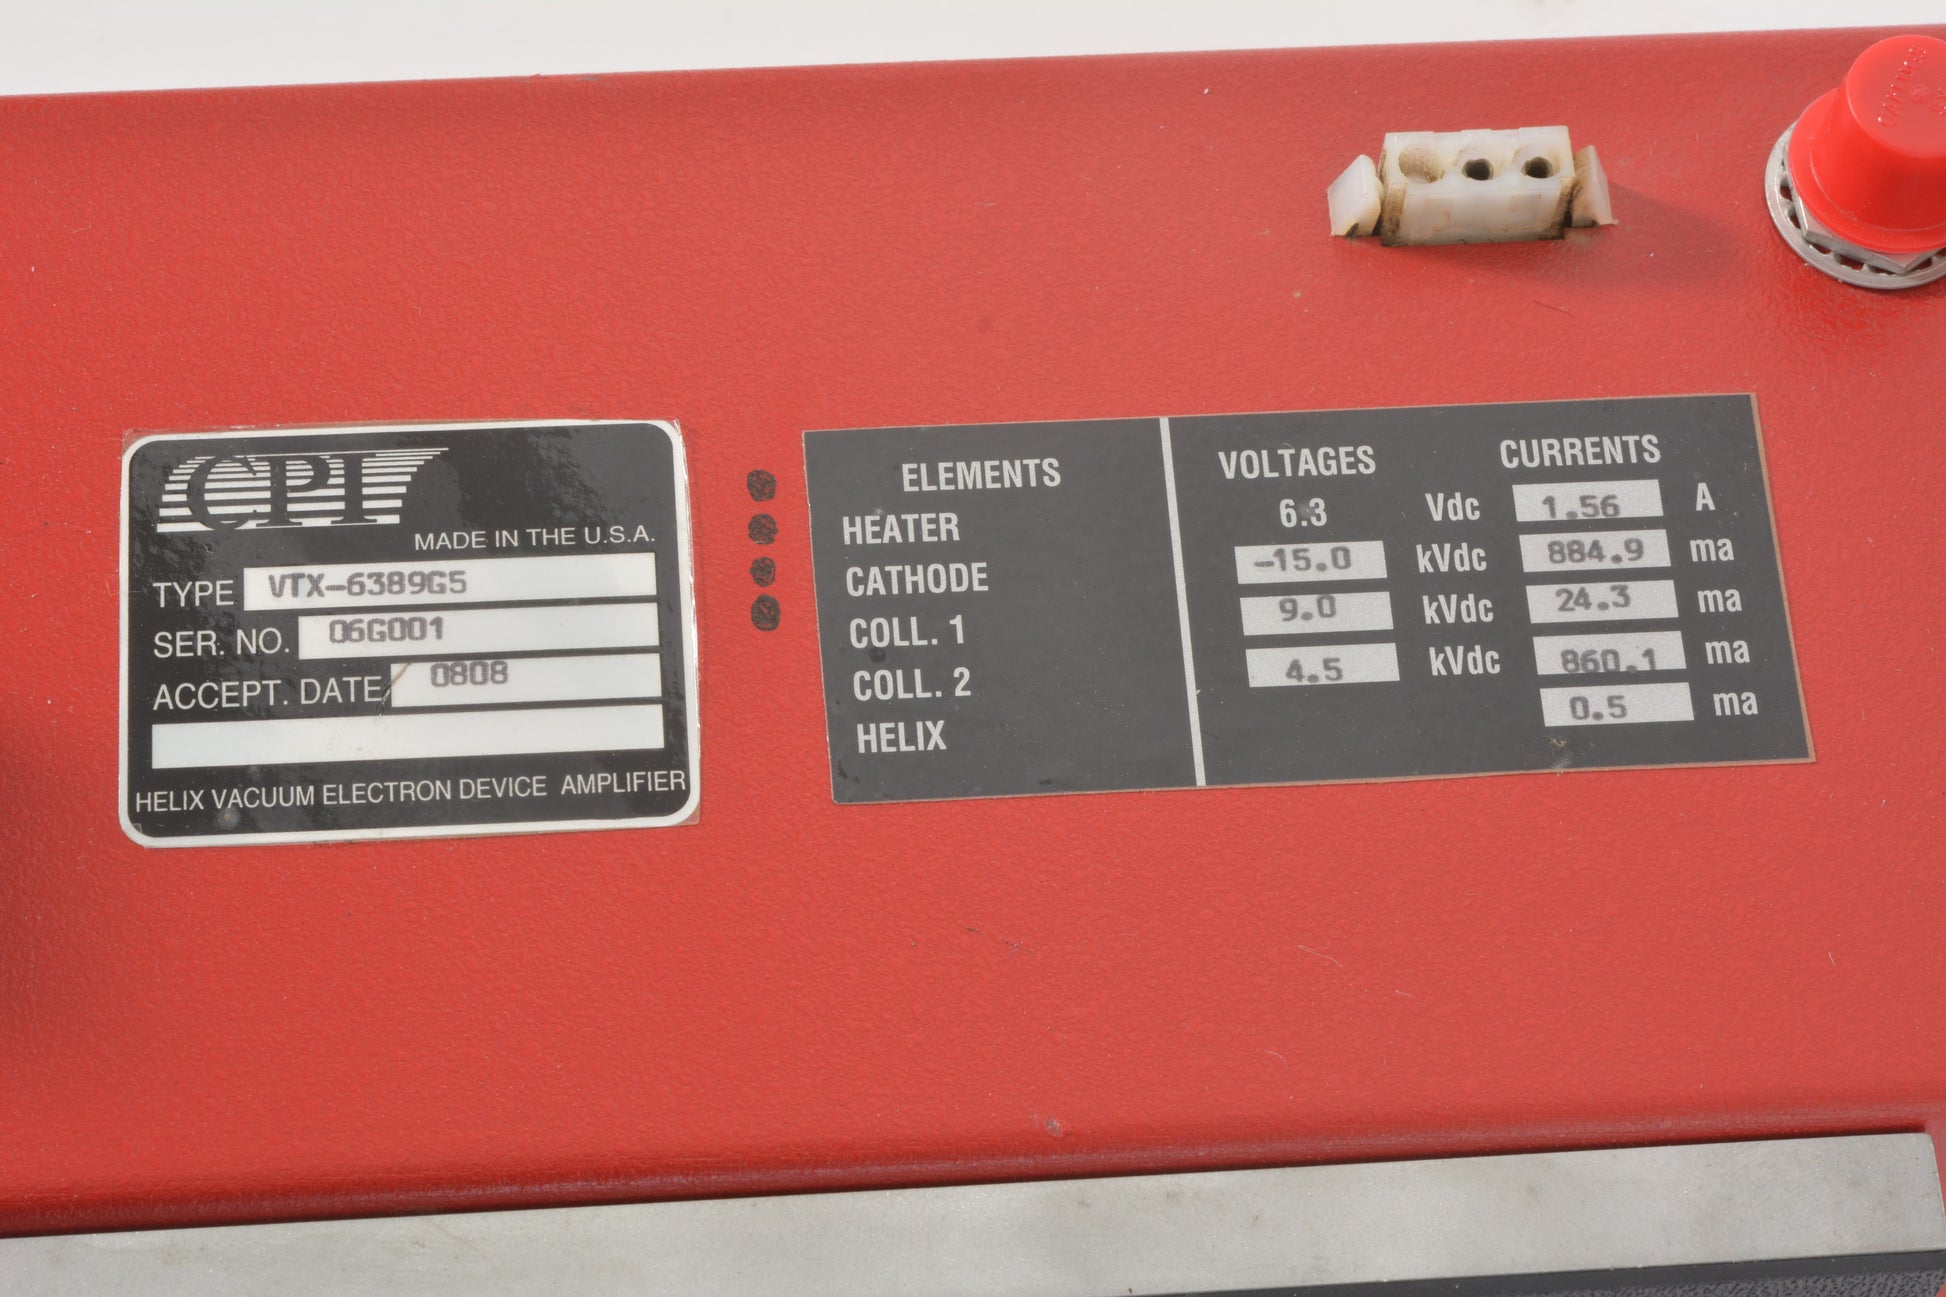 CPI
MADE IN THE U.S.A.
TYPE VTX-6389G5
SER. NO. 06G001
ACCEPT. DATE 0808
HELIX VACUUM ELECTRON DEVICE AMPLIFIER
ELEMENTS VOLTAGES CURRENTS
HEATER 6.3 Vdc 1.56 A
CATHODE -15.0 kVdc 884.9 ma
COLL. 1 9.0 kVdc 24.3 ma
COLL. 2 4.5 kVdc 860.1 ma
HELIX 0.5 ma